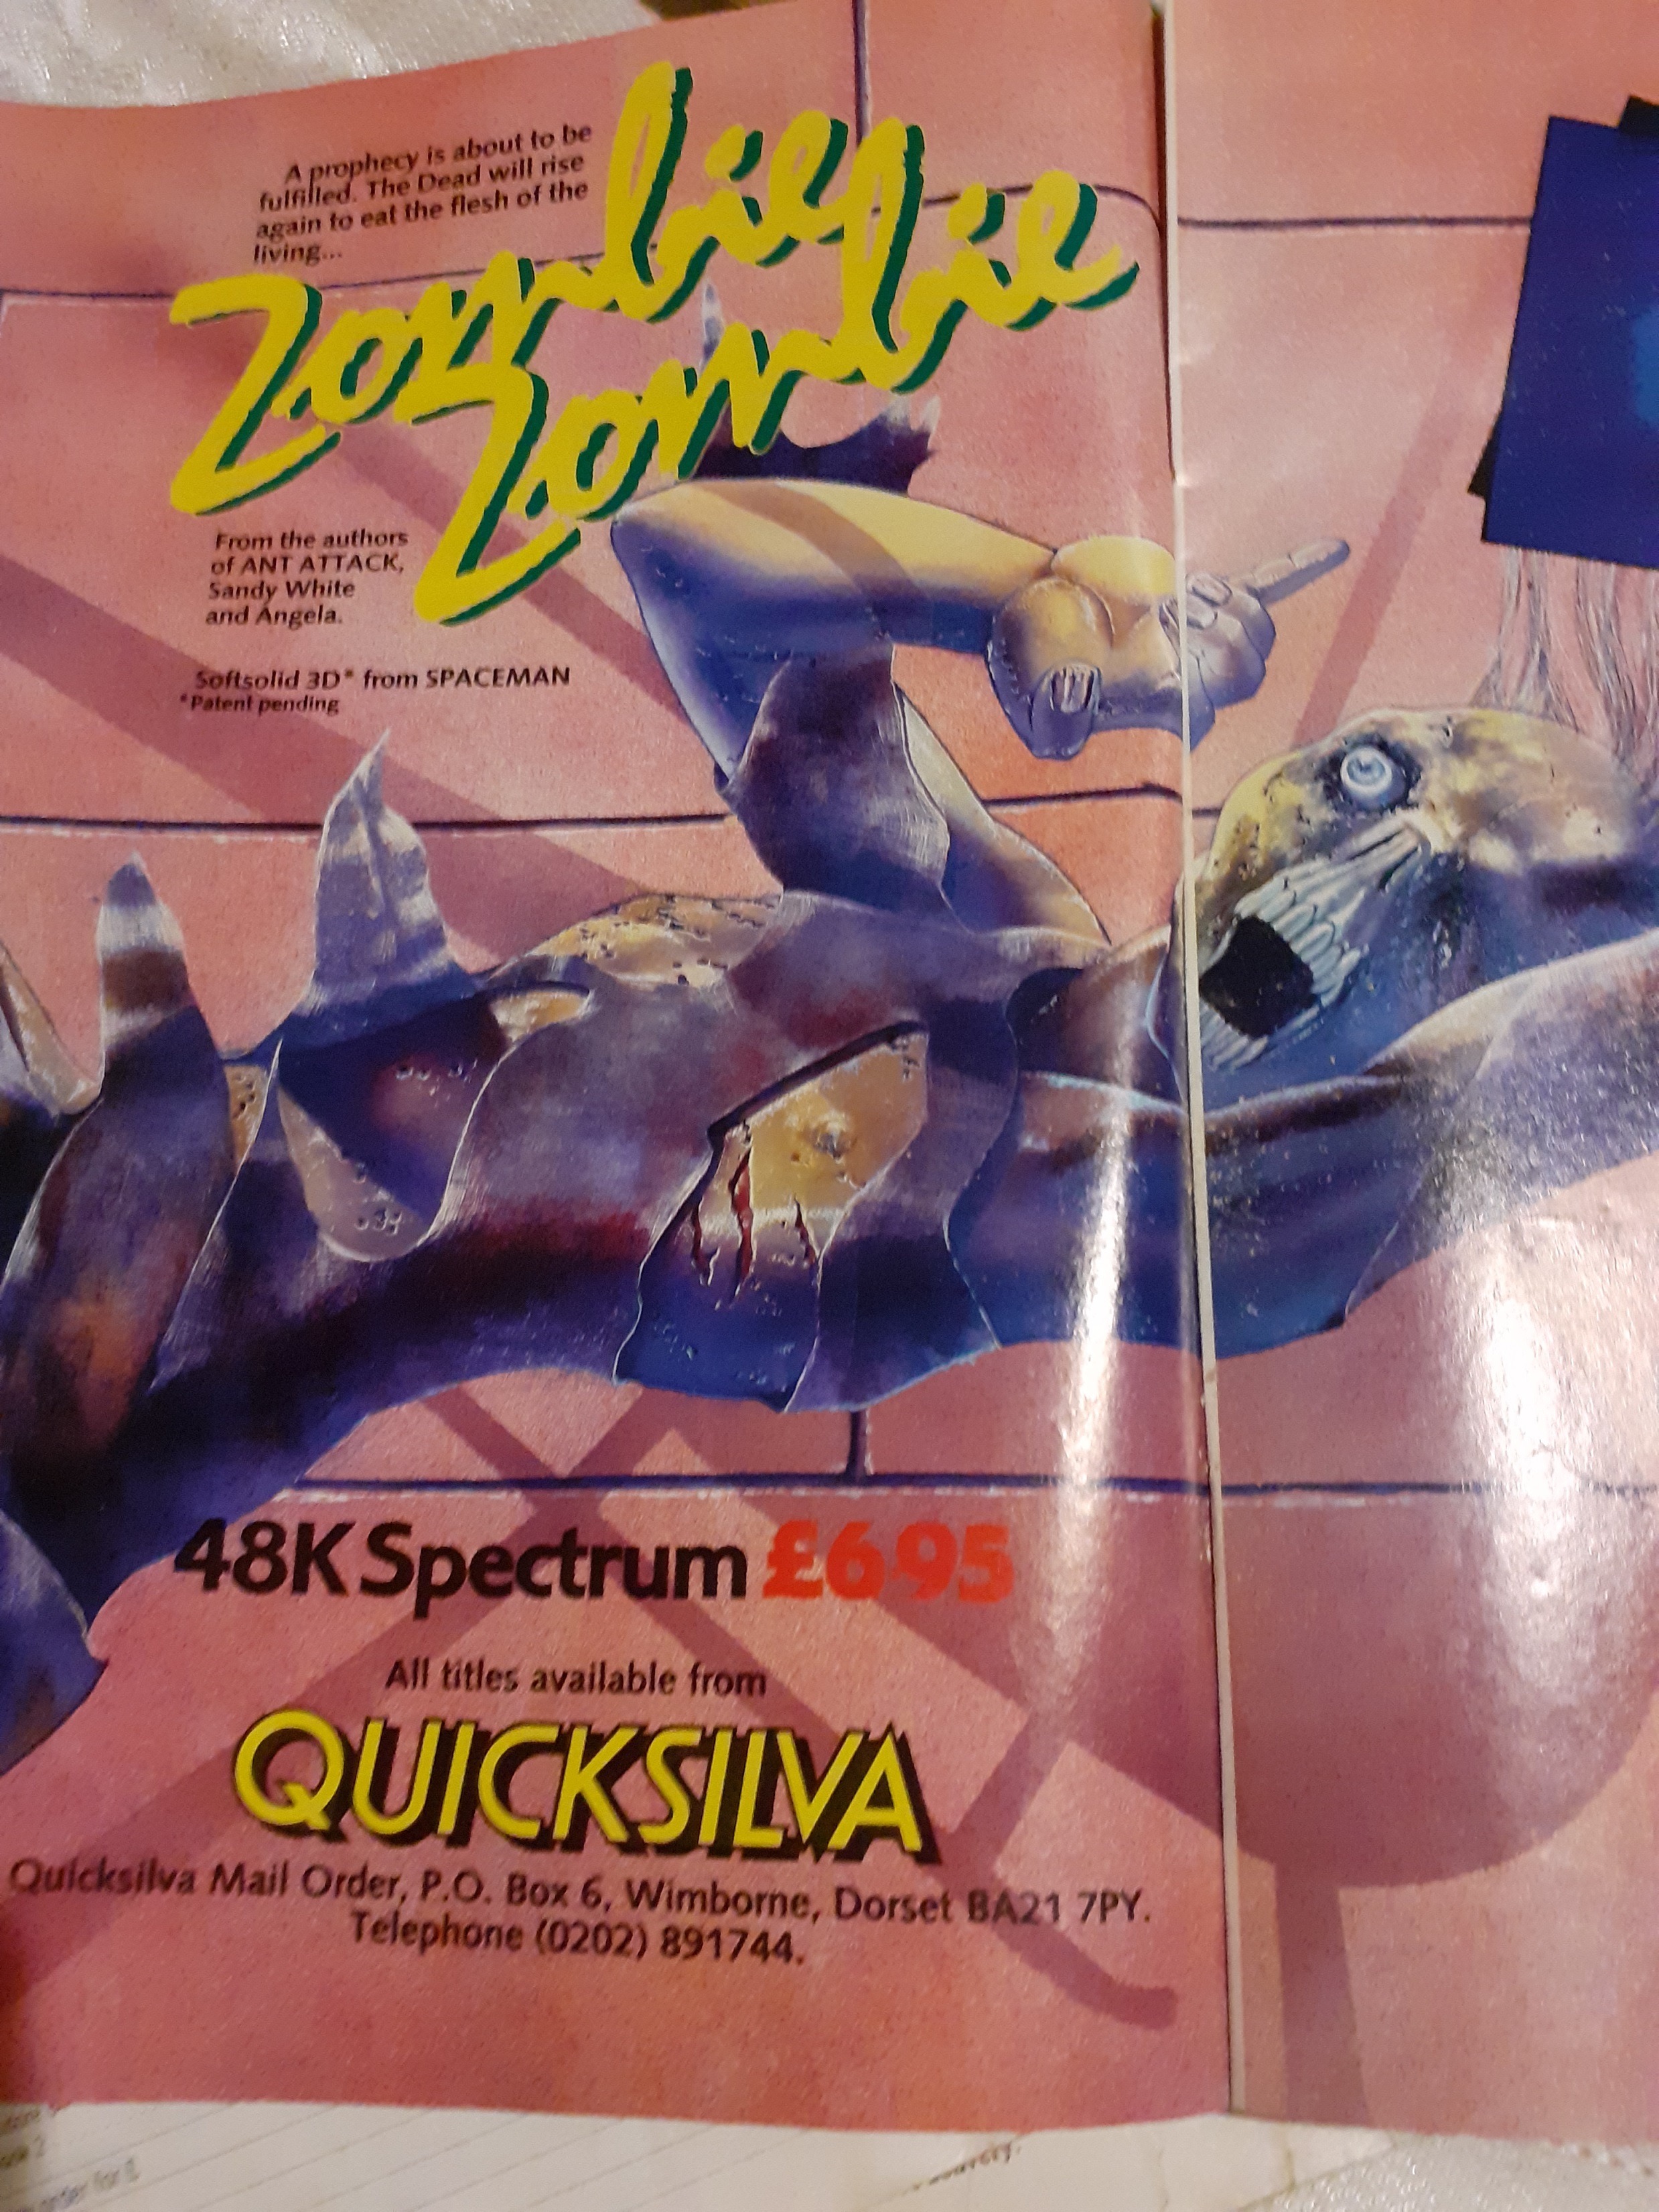 A prophecy is about to be
fulfilled. The Dead will rise
again to eat the flesh of the
living...
Zombie
Zombie
From the authors
of ANT ATTACK,
Sandy White
and Angela.
Softsolid 3D* from SPACEMAN
*Patent pending
48K Spectrum £6.95
All titles available from
QUICKSILVA
Quicksilva Mail Order, P.O. Box 6, Wimborne, Dorset BA21 7PY.
Telephone (0202) 891744.